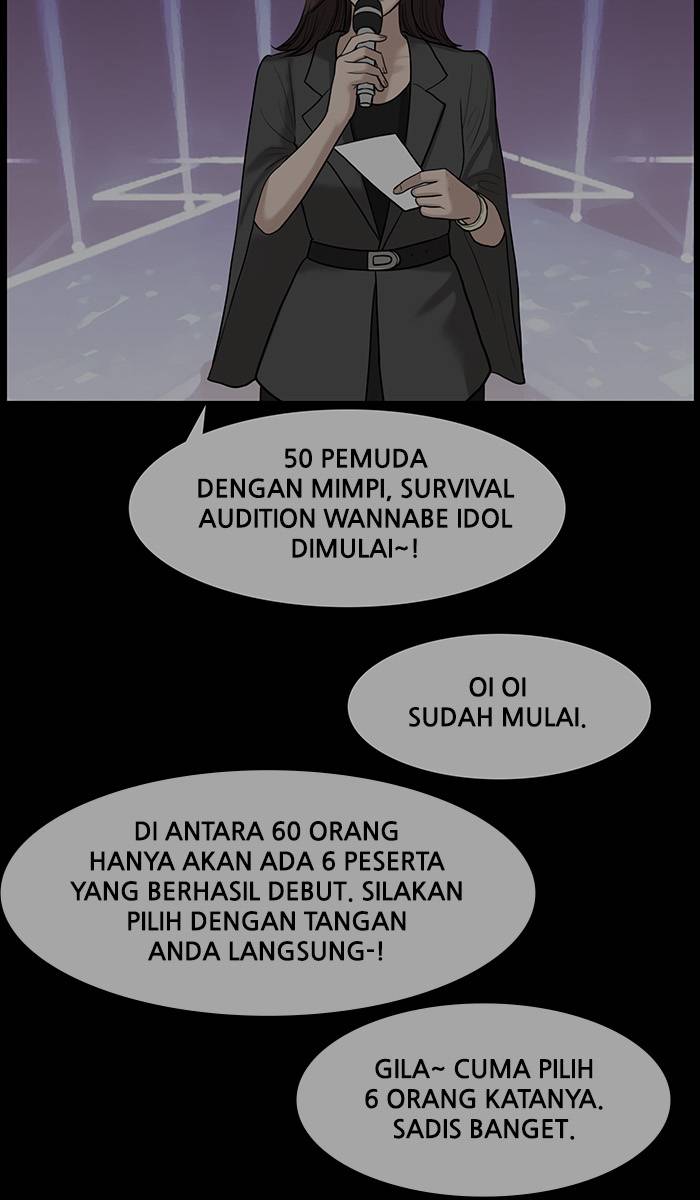 50 PEMUDA
DENGAN MIMPI, SURVIVAL
AUDITION WANNABE IDOL
DIMULAI~!
OI OI
SUDAH MULAI.
DI ANTARA 60 ORANG
HANYA AKAN ADA 6 PESERTA
YANG BERHASIL DEBUT. SILAKAN
PILIH DENGAN TANGAN
ANDA LANGSUNG-!
GILA~ CUMA PILIH
6 ORANG KATANYA.
SADIS BANGET.